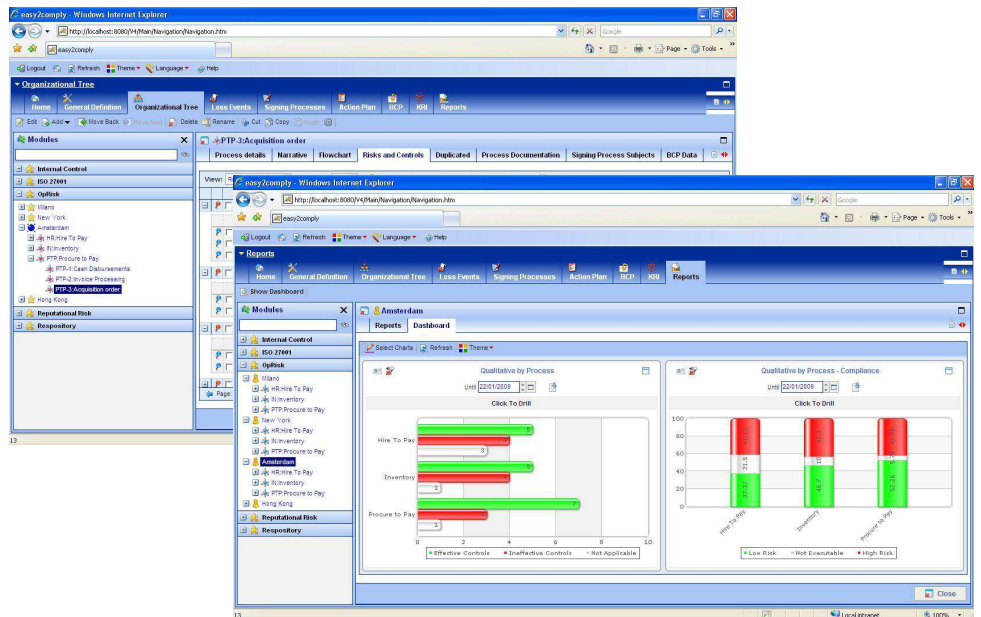 easy2comply - Windows Internet Explorer
http://localhost:8080/V4/Main/Navigation/Navigation.htm
Google
easy2comply
Page Tools
Logout Refresh Theme Language Help
Organizational Tree
Home General Definition Organizational Tree Loss Events Signing Processes Action Plan BCP KRI Reports
Edit Add Move Back Move Next Delete Rename Cut Copy Paste
Modules
PTP-3:Acquisition order
Process details Narrative Flowchart Risks and Controls Duplicated Process Documentation Signing Process Subjects BCP Data
View:
Internal Control
ISO 27001
OpRisk
Milano
New York
Amsterdam
HR:Hire To Pay
IN:Inventory
PTP:Procure to Pay
PTP-1:Cash Disbursements
PTP-2:Invoice Processing
PTP-3:Acquisition order
Hong Kong
Reputational Risk
Respository
Page:
13
easy2comply - Windows Internet Explorer
http://localhost:8080/V4/Main/Navigation/Navigation.htm
Google
easy2comply
Page Tools
Logout Refresh Theme Language Help
Reports
Home General Definition Organizational Tree Loss Events Signing Processes Action Plan BCP KRI Reports
Show Dashboard
Modules
Amsterdam
Reports Dashboard
Internal Control
ISO 27001
OpRisk
Milano
HR:Hire To Pay
IN:Inventory
PTP:Procure to Pay
New York
HR:Hire To Pay
IN:Inventory
PTP:Procure to Pay
Amsterdam
HR:Hire To Pay
IN:Inventory
PTP:Procure to Pay
Hong Kong
Reputational Risk
Respository
Select Charts Refresh Theme
Qualitative by Process
Until 22/01/2009
Click To Drill
Hire To Pay
5
4
3
Inventory
5
4
1
Procure to Pay
7
1
0 2 4 6 8 10
Effective Controls Ineffective Controls Not Applicable
Qualitative by Process - Compliance
Until 22/01/2009
Click To Drill
100
80
60
40
20
21.5
10
46.7
Hire To Pay
Inventory
Procure to Pay
Low Risk Not Executable High Risk
Close
13
Local intranet
100%